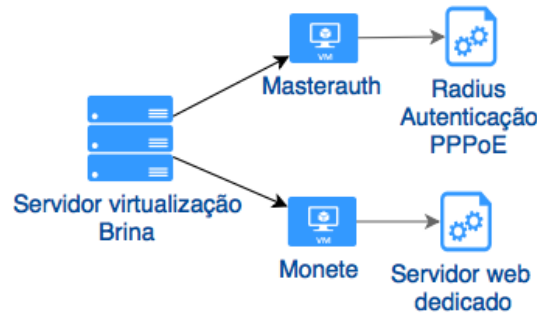 VM
Masterauth
Radius
Autenticação
PPPoE
Servidor virtualização
Brina
VM
Monete
Servidor web
dedicado